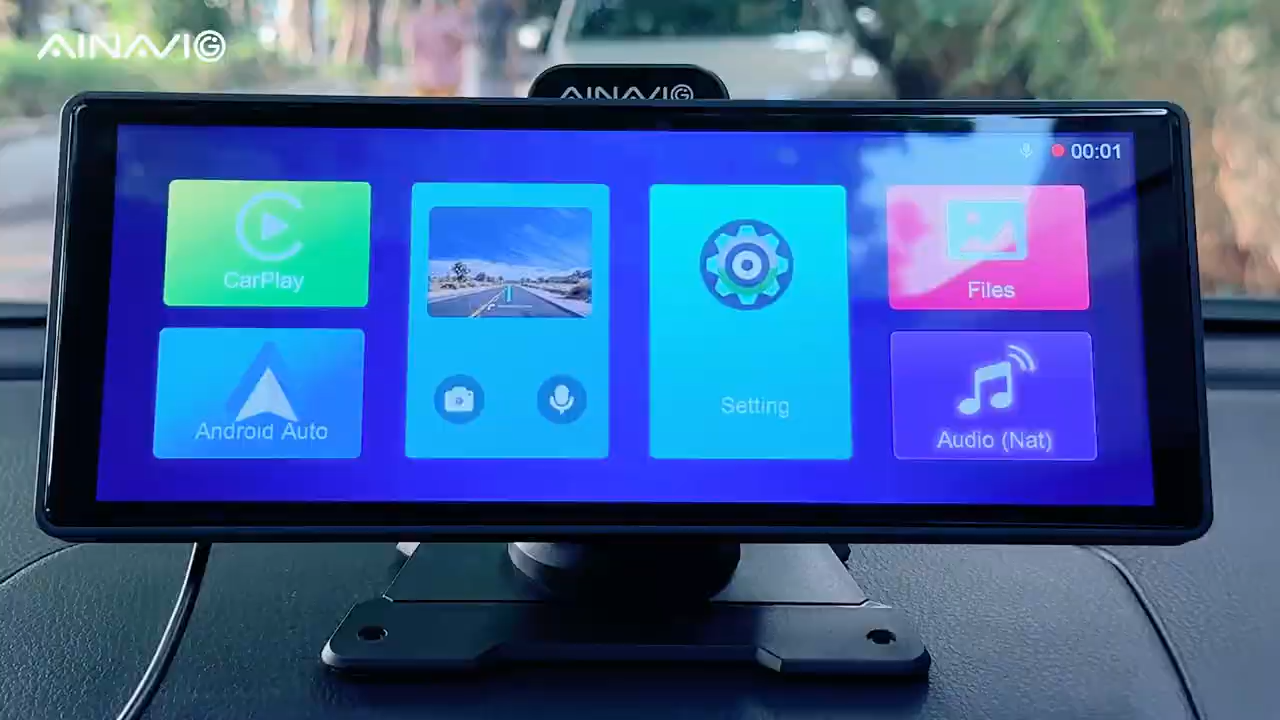 AINAVIG
AINAVIG
00:01
CarPlay
Android Auto
Setting
Files
Audio (Nat)